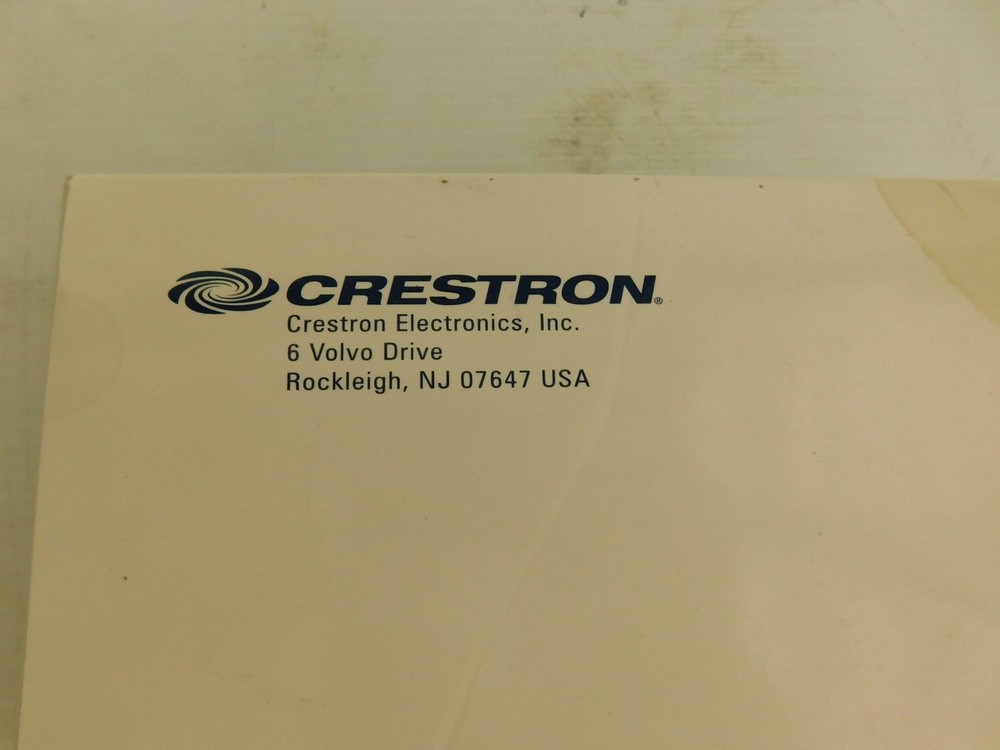 CRESTRON®
Crestron Electronics, Inc.
6 Volvo Drive
Rockleigh, NJ 07647 USA